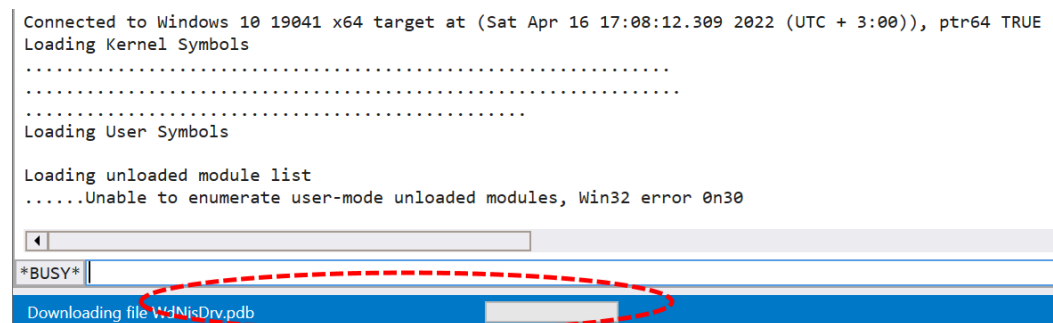 Connected to Windows 10 19041 x64 target at (Sat Apr 16 17:08:12.309 2022 (UTC + 3:00)), ptr64 TRUE
Loading Kernel Symbols
...............................................................
................................................................
.................................................
Loading User Symbols
Loading unloaded module list
......Unable to enumerate user-mode unloaded modules, Win32 error 0n30
*BUSY*
Downloading file WdNisDrv.pdb